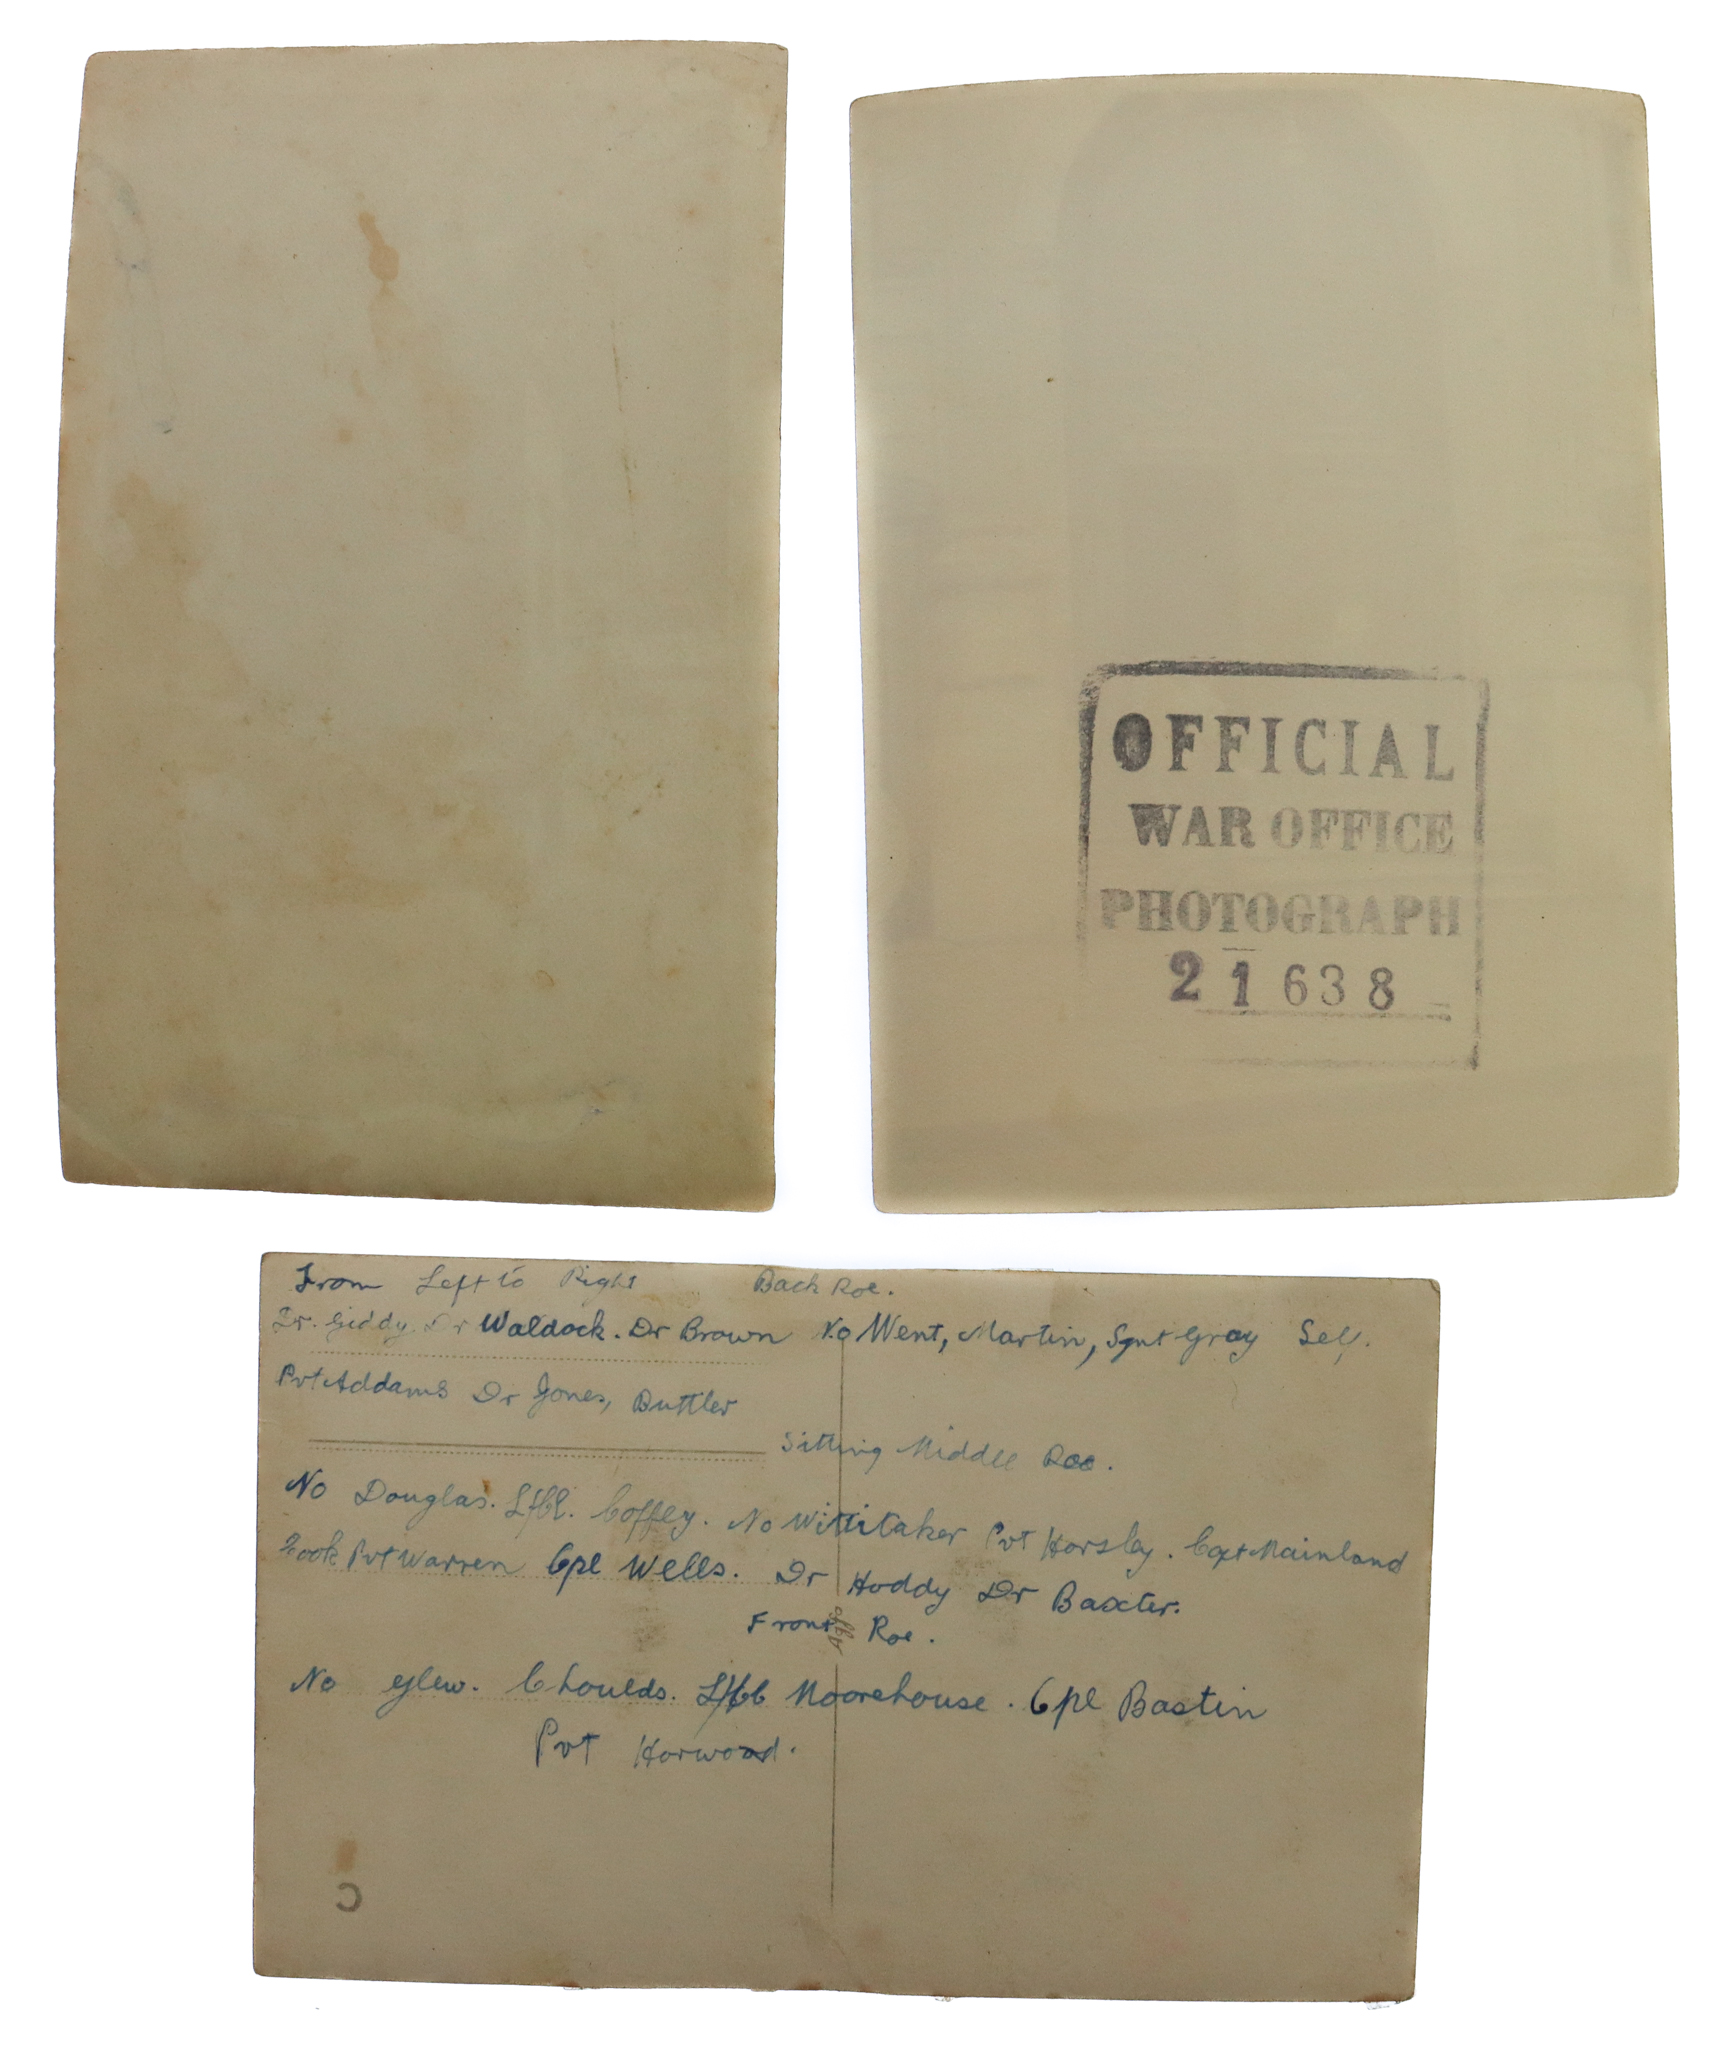 OFFICIAL
WAR OFFICE
PHOTOGRAPH
21638
From Left to Right Back Roe.
Dr. Giddy. Dr Waldock. Dr Brown No Went, Martin, Sgnt Gray Self.
Pvt Addams Dr Jones, Buttler
Sitting Middle Roe.
No Douglas. L/Cl. Coffey. No Wittitaker Pvt Horsley. Capt Mainland
Cook Pvt Warren Cpl Wells. Dr Hoddy Dr Baxter.
Front Roe.
No Glew. Choulds. Moorehouse. Cpl Bastin
Pvt Horwood.
C